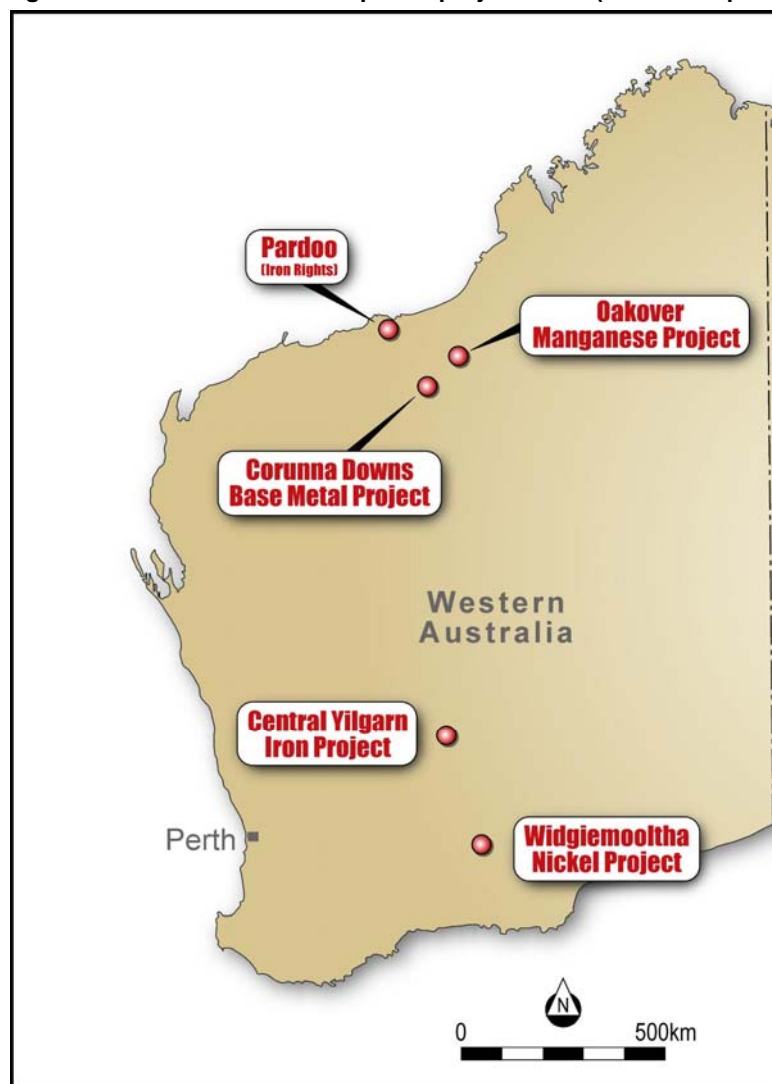 Pardoo
(Iron Rights)
Oakover
Manganese Project
Corunna Downs
Base Metal Project
Western
Australia
Central Yilgarn
Iron Project
Perth
Widgiemooltha
Nickel Project
N
0 500km